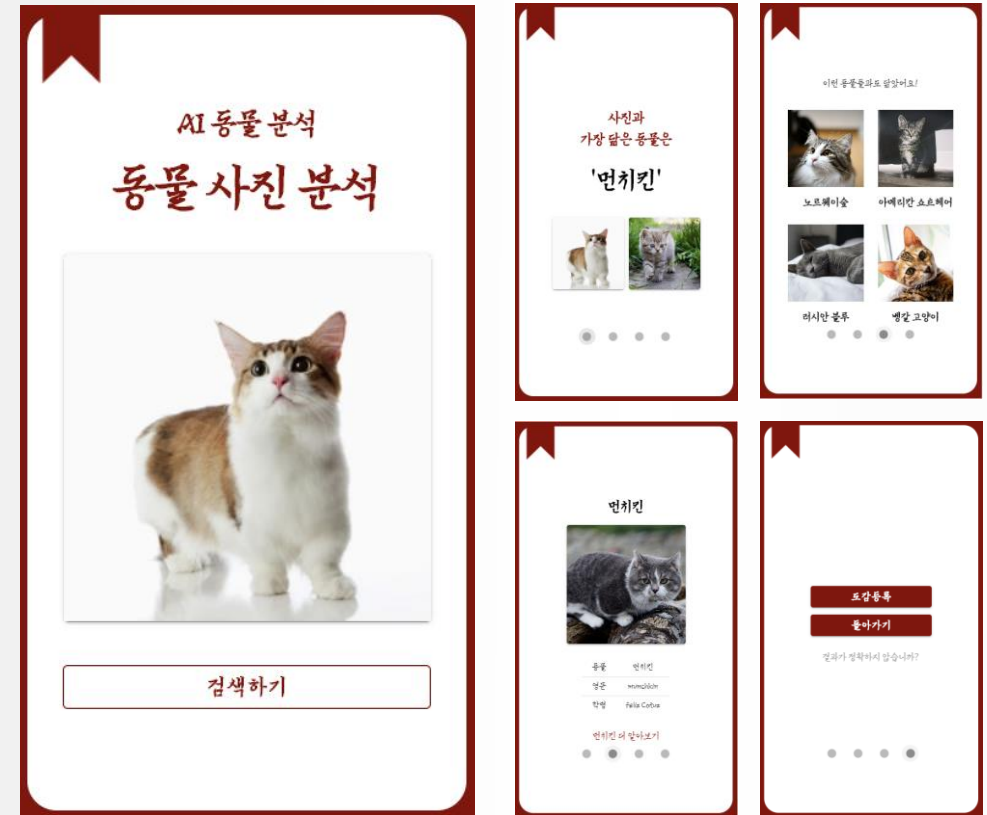 AI 동물 분석
동물 사진 분석
검색하기
사진과
가장 닮은 동물은
'먼치킨'
이런 동물들과도 닮았어요!
노르웨이숲
아메리칸 쇼트헤어
러시안 블루
벵갈 고양이
먼치킨
동물 먼치킨
영문 munchkin
학명 Felis Catus
먼치킨 더 알아보기
도감등록
돌아가기
결과가 정확하지 않습니까?